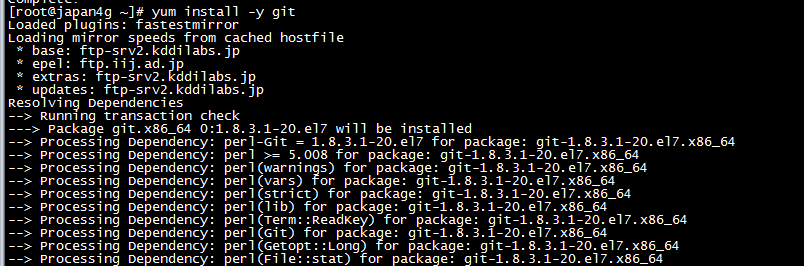 [root@japan4g ~]# yum install -y git
Loaded plugins: fastestmirror
Loading mirror speeds from cached hostfile
 * base: ftp-srv2.kddilabs.jp
 * epel: ftp.iij.ad.jp
 * extras: ftp-srv2.kddilabs.jp
 * updates: ftp-srv2.kddilabs.jp
Resolving Dependencies
--> Running transaction check
---> Package git.x86_64 0:1.8.3.1-20.el7 will be installed
--> Processing Dependency: perl-Git = 1.8.3.1-20.el7 for package: git-1.8.3.1-20.el7.x86_64
--> Processing Dependency: perl >= 5.008 for package: git-1.8.3.1-20.el7.x86_64
--> Processing Dependency: perl(warnings) for package: git-1.8.3.1-20.el7.x86_64
--> Processing Dependency: perl(vars) for package: git-1.8.3.1-20.el7.x86_64
--> Processing Dependency: perl(strict) for package: git-1.8.3.1-20.el7.x86_64
--> Processing Dependency: perl(lib) for package: git-1.8.3.1-20.el7.x86_64
--> Processing Dependency: perl(Term::ReadKey) for package: git-1.8.3.1-20.el7.x86_64
--> Processing Dependency: perl(Git) for package: git-1.8.3.1-20.el7.x86_64
--> Processing Dependency: perl(Getopt::Long) for package: git-1.8.3.1-20.el7.x86_64
--> Processing Dependency: perl(File::stat) for package: git-1.8.3.1-20.el7.x86_64